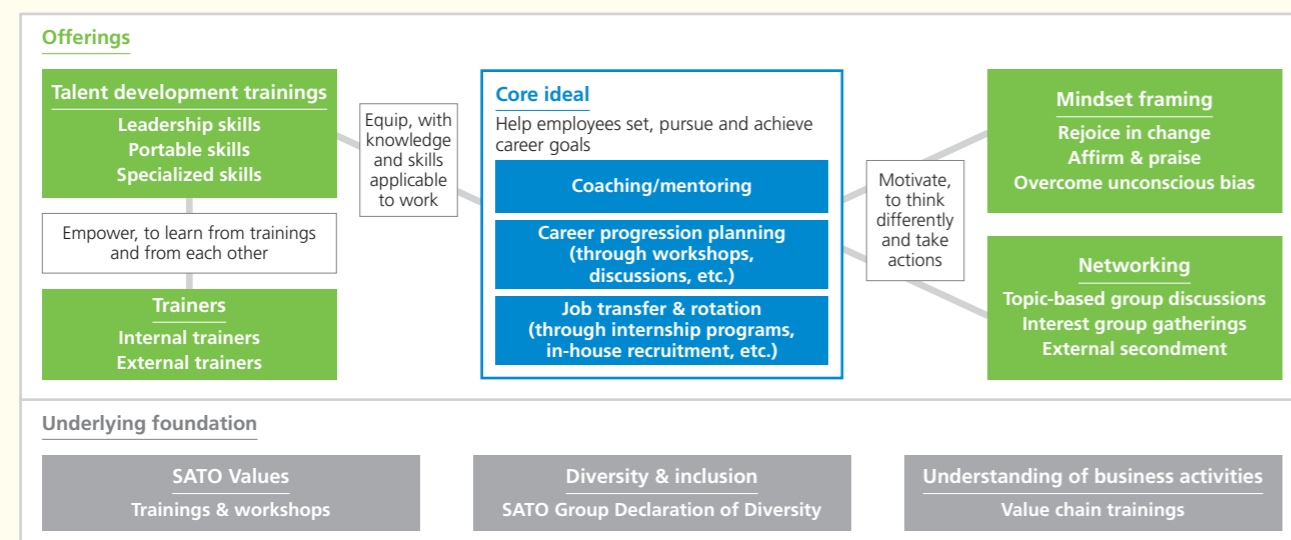 Offerings
Talent development trainings
Leadership skills
Portable skills
Specialized skills
Empower, to learn from trainings
and from each other
Trainers
Internal trainers
External trainers
Equip, with
knowledge
and skills
applicable
to work
Core ideal
Help employees set, pursue and achieve
career goals
Coaching/mentoring
Career progression planning
(through workshops,
discussions, etc.)
Job transfer & rotation
(through internship programs,
in-house recruitment, etc.)
Motivate,
to think
differently
and take
actions
Mindset framing
Rejoice in change
Affirm & praise
Overcome unconscious bias
Networking
Topic-based group discussions
Interest group gatherings
External secondment
Underlying foundation
SATO Values
Trainings & workshops
Diversity & inclusion
SATO Group Declaration of Diversity
Understanding of business activities
Value chain trainings